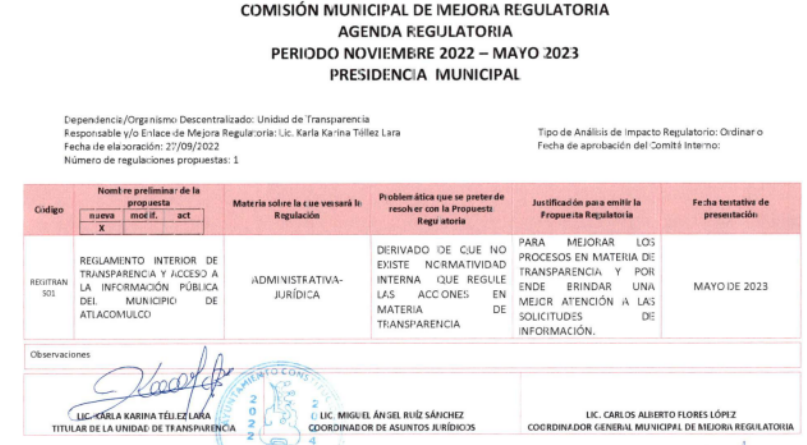 COMISIÓN MUNICIPAL DE MEJORA REGULATORIA
AGENDA REGULATORIA
PERIODO NOVIEMBRE 2022 – MAYO 2023
PRESIDENCIA MUNICIPAL
Dependencia/Organismo Descentralizado: Unidad de Transparencia
Responsable y/o Enlace de Mejora Regulatoria: Lic. Karla Karina Téllez Lara
Fecha de elaboración: 27/09/2022
Número de regulaciones propuestas: 1
Tipo de Análisis de Impacto Regulatorio: Ordinario
Fecha de aprobación del Comité Interno:
Código
Nombre preliminar de la
propuesta
nueva modif. act
X
Materia sobre la que versará la
Regulación
Problemática que se pretende
resolver con la Propuesta
Regulatoria
Justificación para emitir la
Propuesta Regulatoria
Fecha tentativa de
presentación
REGITRAN
S01
REGLAMENTO INTERIOR DE
TRANSPARENCIA Y ACCESO A
LA INFORMACIÓN PÚBLICA
DEL MUNICIPIO DE
ATLACOMULCO
ADMINISTRATIVA-
JURÍDICA
DERIVADO DE QUE NO
EXISTE NORMATIVIDAD
INTERNA QUE REGULE
LAS ACCIONES EN
MATERIA DE
TRANSPARENCIA
PARA MEJORAR LOS
PROCESOS EN MATERIA DE
TRANSPARENCIA Y POR
ENDE BRINDAR UNA
MEJOR ATENCIÓN A LAS
SOLICITUDES DE
INFORMACIÓN.
MAYO DE 2023
Observaciones
LIC. KARLA KARINA TÉLLEZ LARA
TITULAR DE LA UNIDAD DE TRANSPARENCIA
AYUNTAMIENTO CONSTIT
2022
2
0
4
LIC. MIGUEL ÁNGEL RUÍZ SÁNCHEZ
COORDINADOR DE ASUNTOS JURÍDICOS
LIC. CARLOS ALBERTO FLORES LÓPEZ
COORDINADOR GENERAL MUNICIPAL DE MEJORA REGULATORIA